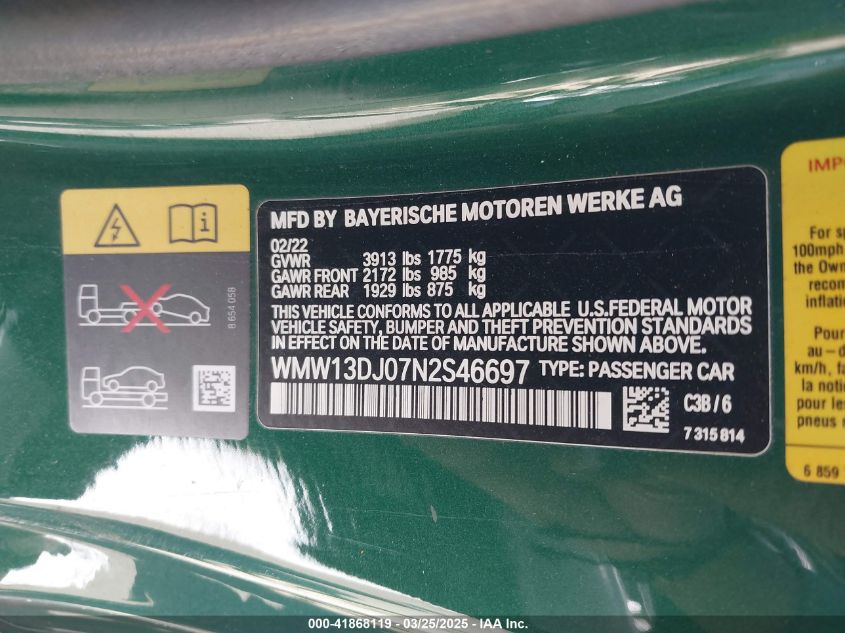 8 654 058
MFD BY BAYERISCHE MOTOREN WERKE AG
02/22
GVWR 3913 lbs 1775 kg
GAWR FRONT 2172 lbs 985 kg
GAWR REAR 1929 lbs 875 kg
THIS VEHICLE CONFORMS TO ALL APPLICABLE U.S.FEDERAL MOTOR
VEHICLE SAFETY, BUMPER AND THEFT PREVENTION STANDARDS
IN EFFECT ON THE DATE OF MANUFACTURE SHOWN ABOVE.
WMW13DJ07N2S46697 TYPE: PASSENGER CAR
C3B / 6
7 315 814
For
100mph
the Own
inflati
Pour
au – d
km/h, fa
la notic
pour les
pneus
6 859
000-41868119 / 03/25/2025 / COPYRIGHT IAA, LLC.